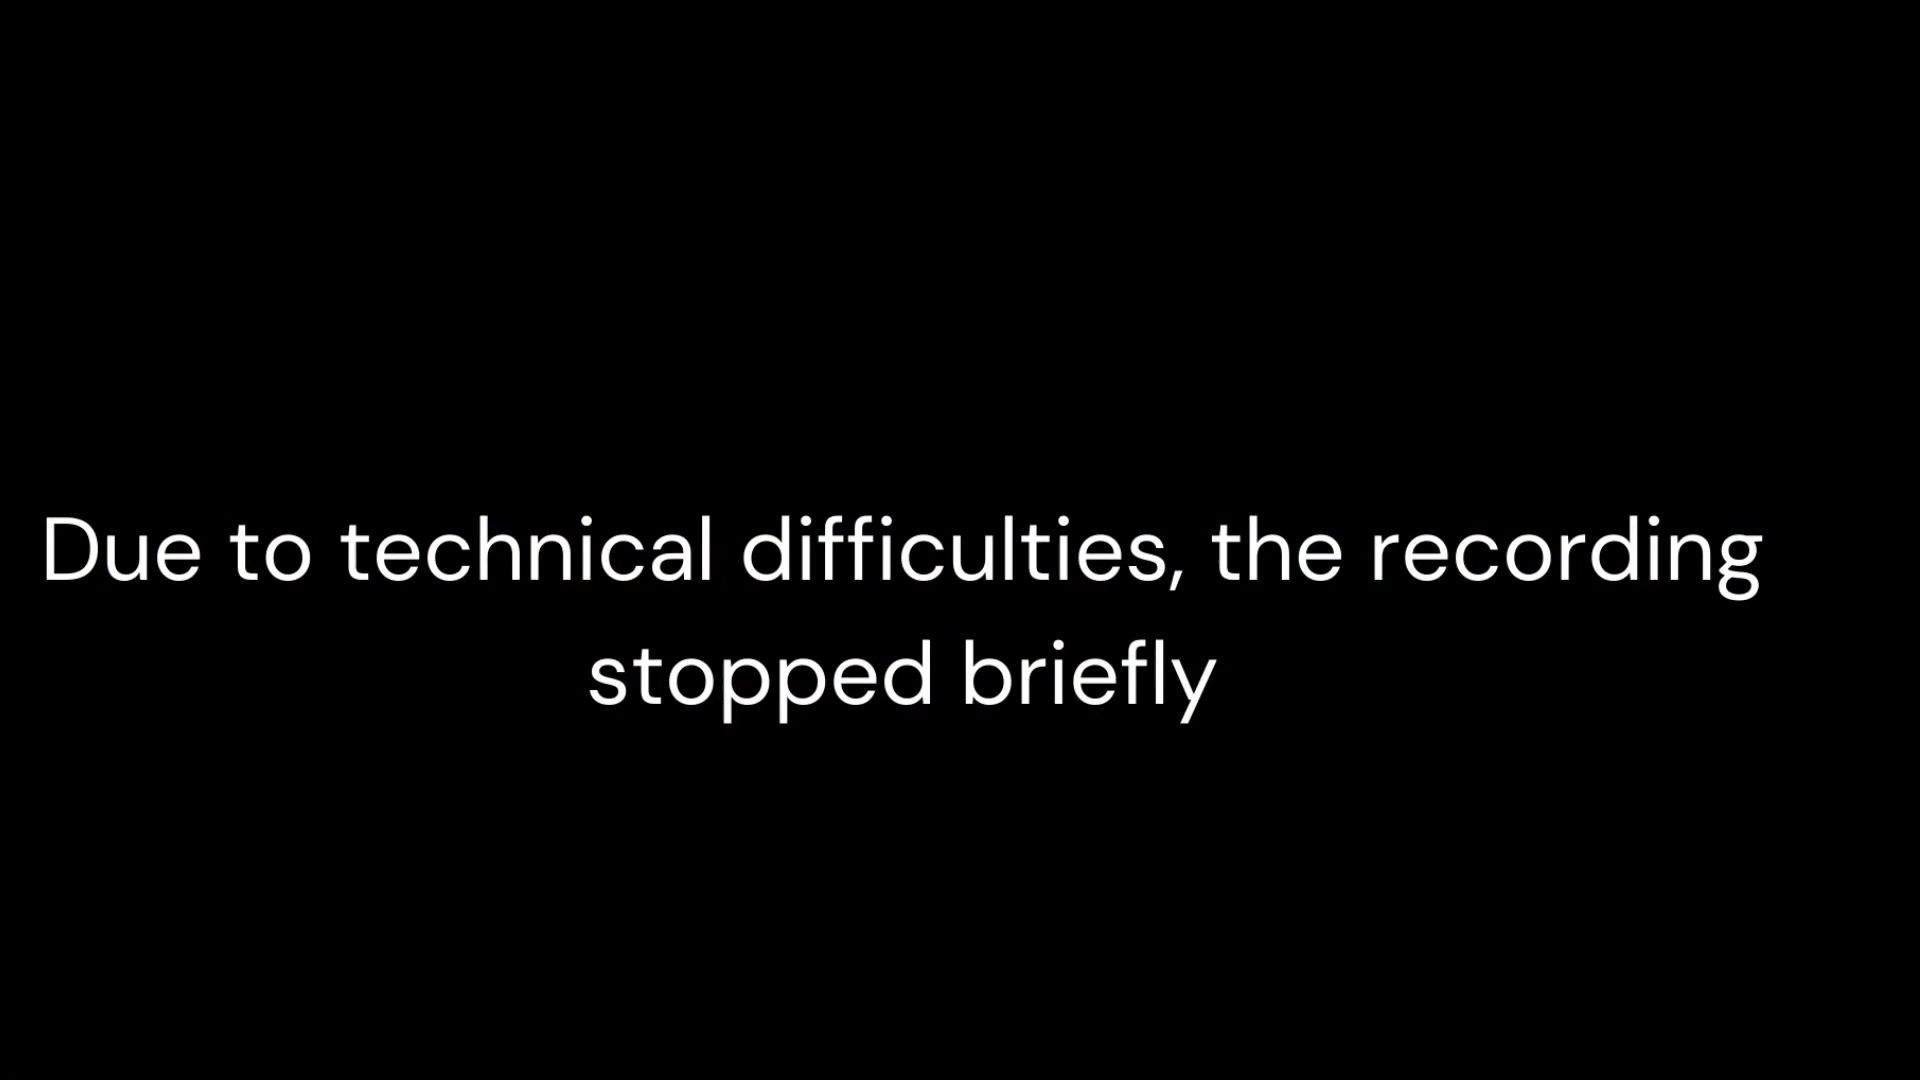 Due to technical difficulties, the recording
stopped briefly